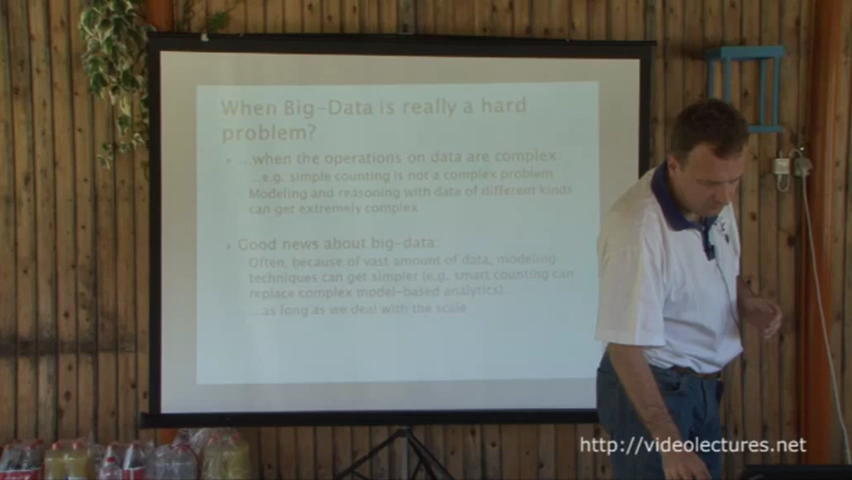 When Big-Data is really a hard
problem?
...when the operations on data are complex:
...e.g. simple counting is not a complex problem
Modeling and reasoning with data of different kinds
can get extremely complex
Good news about big-data:
Often, because of vast amount of data, modeling
techniques can get simpler (e.g. smart counting can
replace complex model-based analytics)...
...as long as we deal with the scale
http://videolectures.net